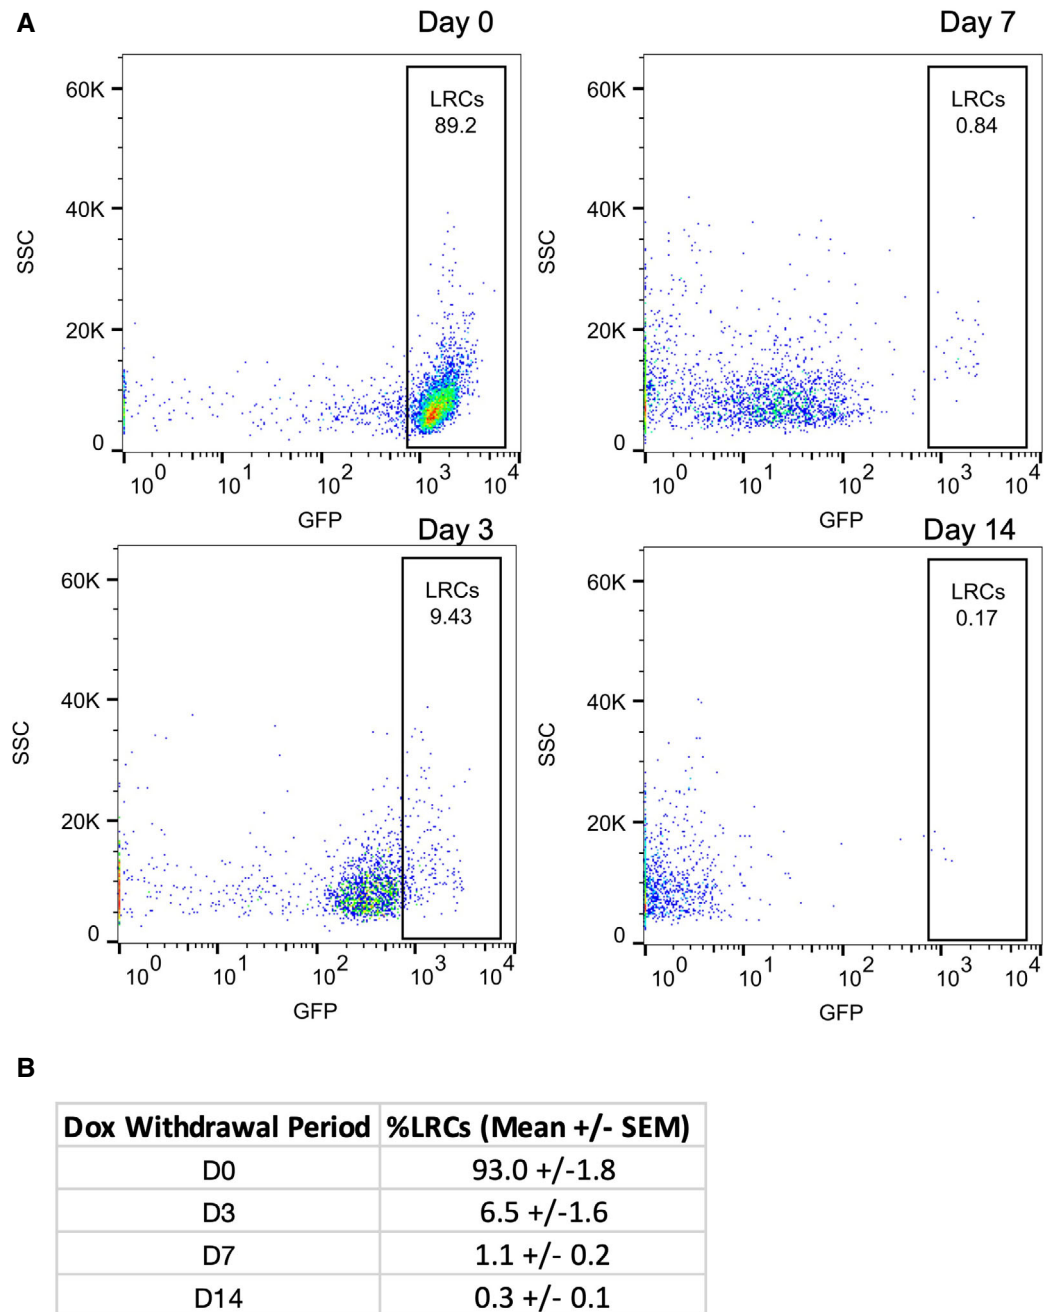 A
Day 0
60K
40K
20K
0
SSC
LRCs
89.2
10^0 10^1 10^2 10^3 10^4
GFP
Day 7
60K
40K
20K
0
SSC
LRCs
0.84
10^0 10^1 10^2 10^3 10^4
GFP
Day 3
60K
40K
20K
0
SSC
LRCs
9.43
10^0 10^1 10^2 10^3 10^4
GFP
Day 14
60K
40K
20K
0
SSC
LRCs
0.17
10^0 10^1 10^2 10^3 10^4
GFP
B
Dox Withdrawal Period %LRCs (Mean +/- SEM)
D0 93.0 +/-1.8
D3 6.5 +/-1.6
D7 1.1 +/- 0.2
D14 0.3 +/- 0.1